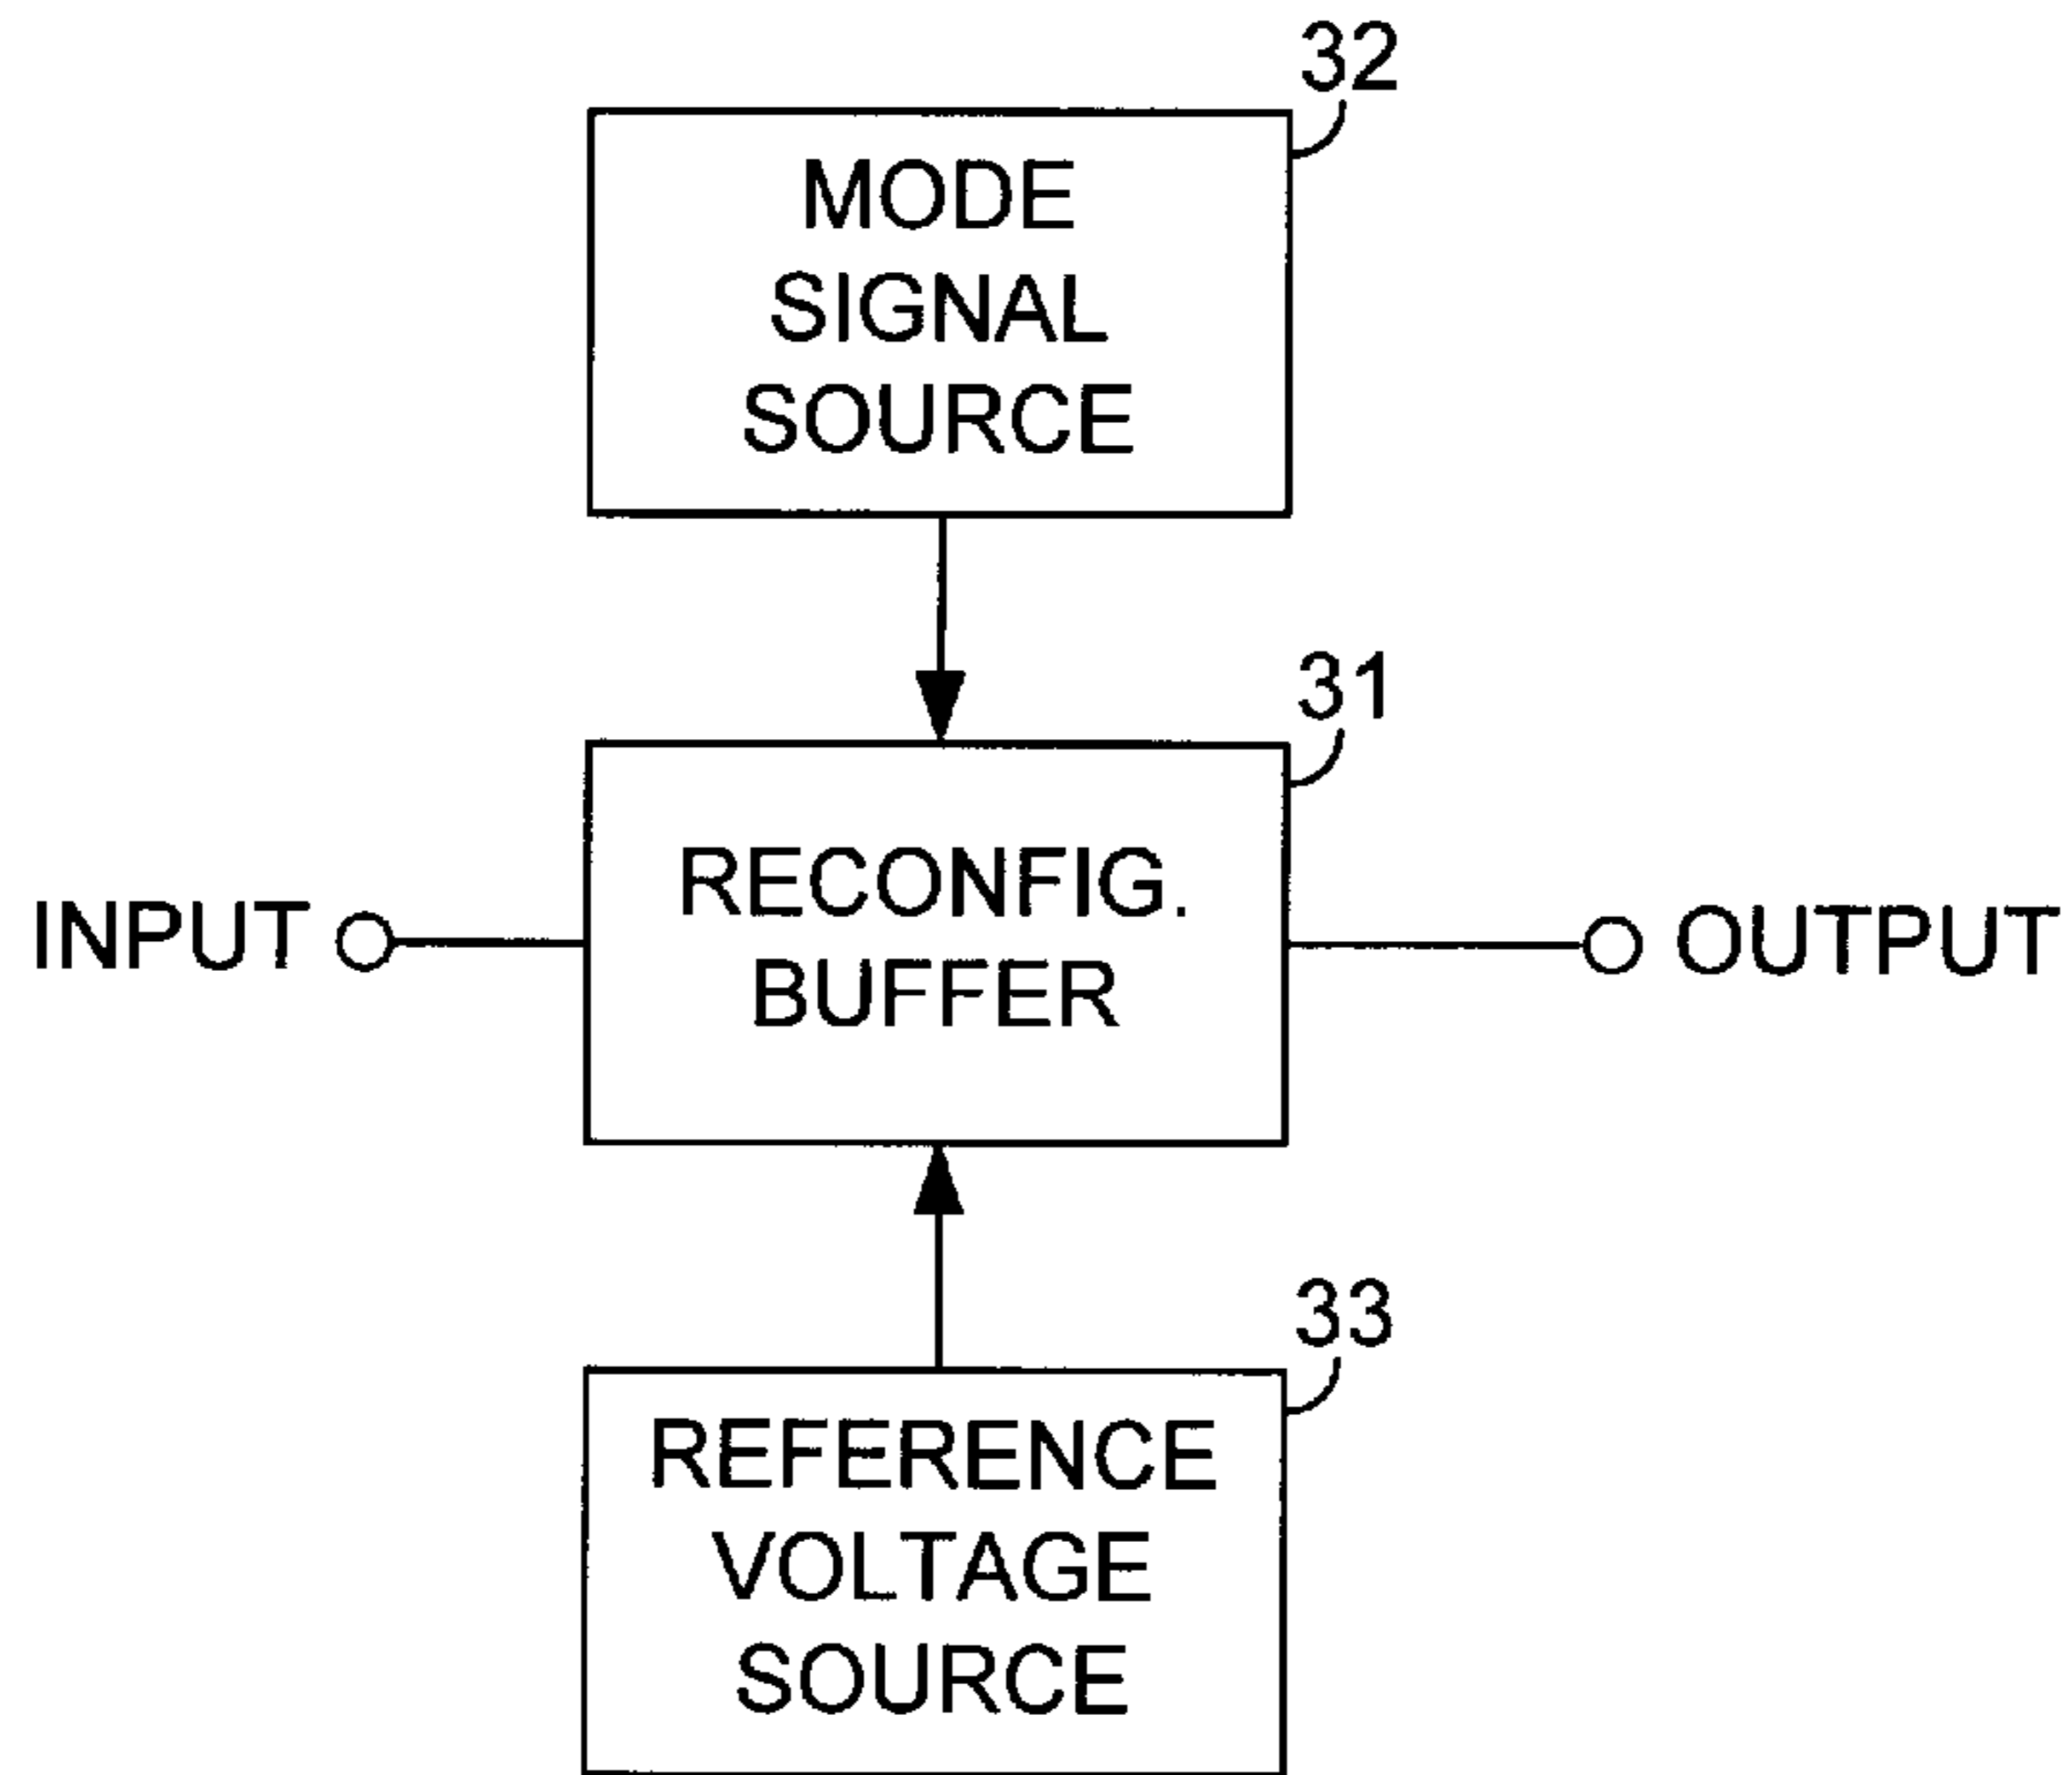 32
MODE
SIGNAL
SOURCE
31
RECONFIG.
BUFFER
INPUT
OUTPUT
33
REFERENCE
VOLTAGE
SOURCE